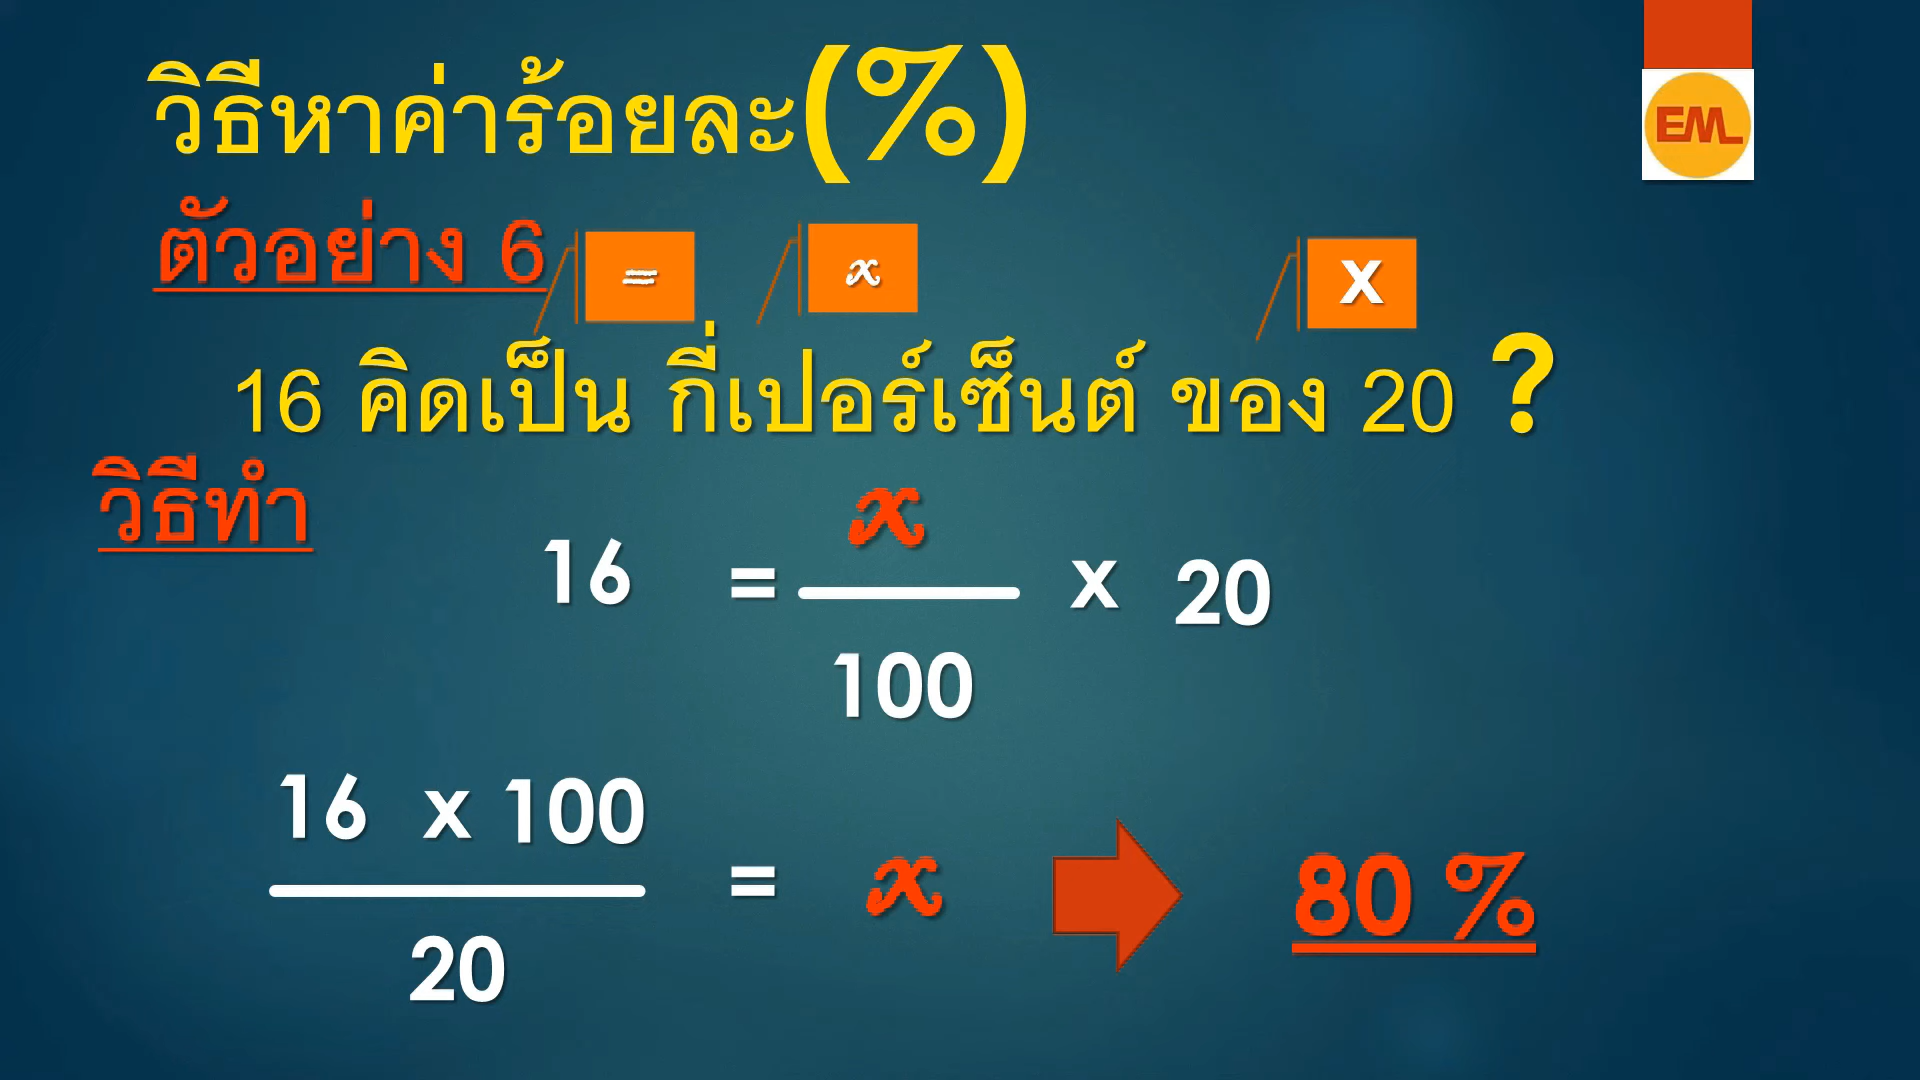 วิธีหาค่าร้อยละ(%)
EML
ตัวอย่าง 6
= x x
16 คิดเป็น กี่เปอร์เซ็นต์ ของ 20 ?
วิธีทำ
x
16 = x 20
100
16 x 100
= x 80 %
20